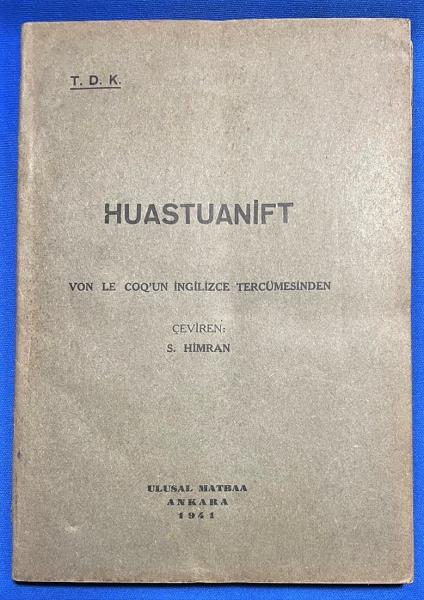 T. D. K.
HUASTUANİFT
VON LE COQ'UN İNGİLİZCE TERCÜMESİNDEN
ÇEVİREN:
S. HİMRAN
ULUSAL MATBAA
ANKARA
1941